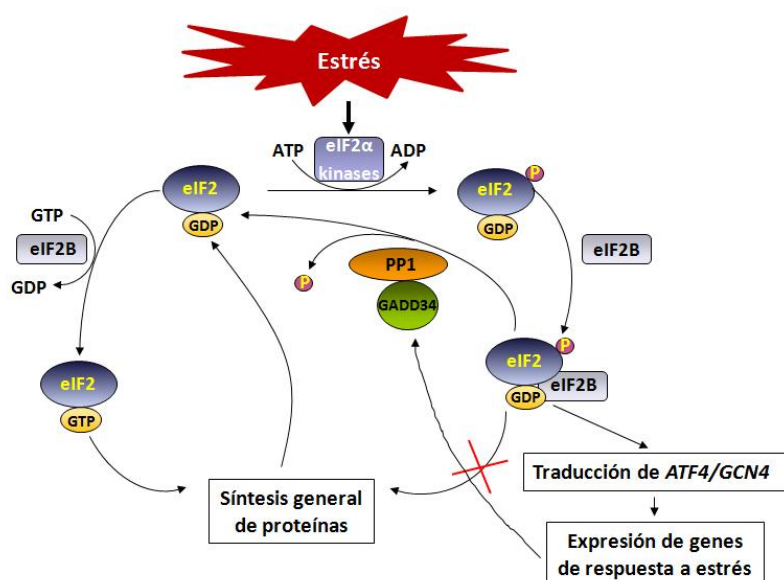 Estrés
ATP
eIF2α
kinases
ADP
eIF2
GDP
P
eIF2
GDP
GTP
eIF2B
GDP
eIF2B
PP1
GADD34
P
P
eIF2
eIF2B
GDP
eIF2
GTP
Síntesis general
de proteínas
Traducción de ATF4/GCN4
Expresión de genes
de respuesta a estrés